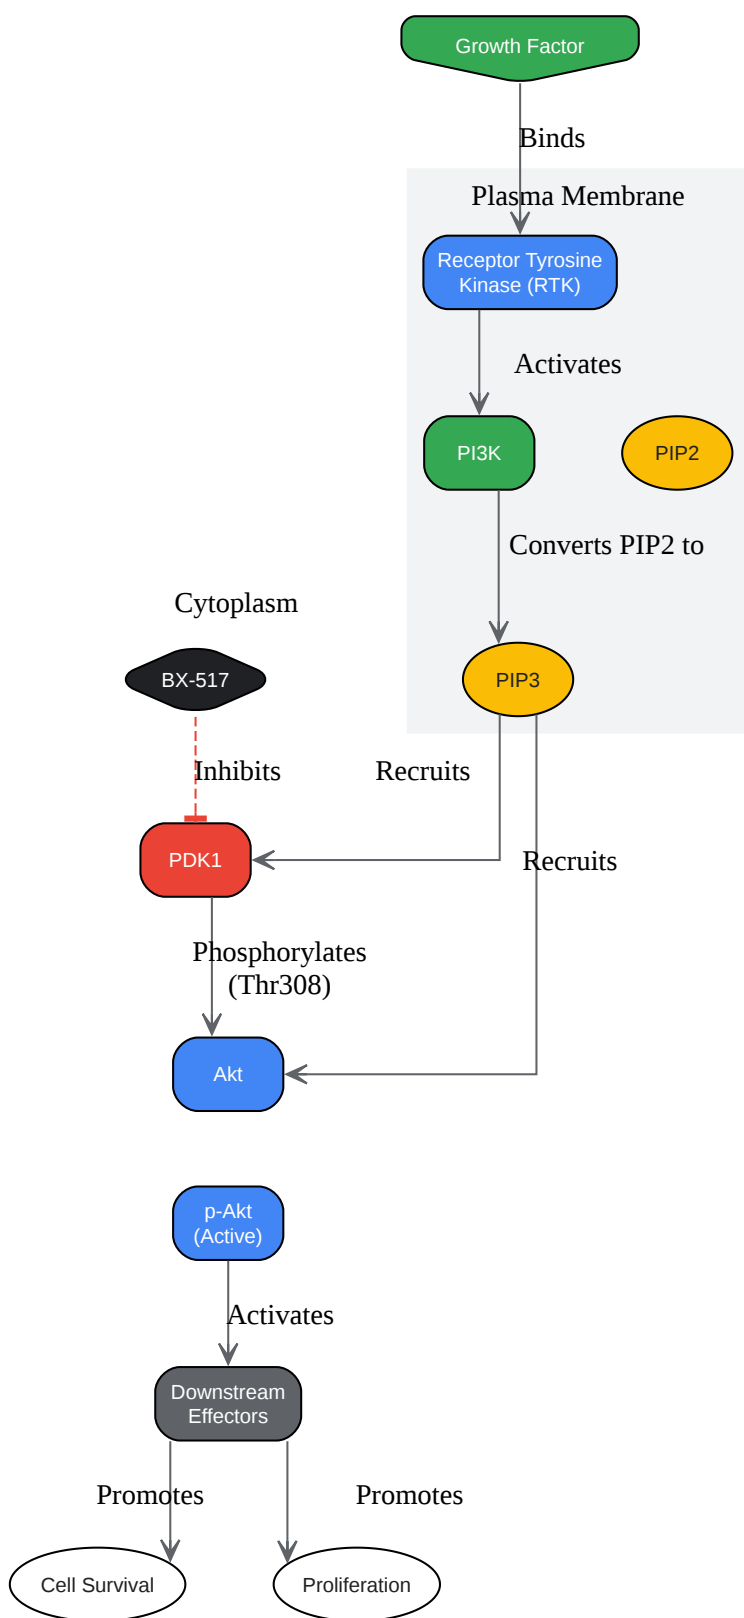 Growth Factor
Binds
Plasma Membrane
Receptor Tyrosine
Kinase (RTK)
Activates
PI3K
PIP2
Converts PIP2 to
Cytoplasm
BX-517
PIP3
Inhibits
Recruits
PDK1
Recruits
Phosphorylates
(Thr308)
Akt
p-Akt
(Active)
Activates
Downstream
Effectors
Promotes
Promotes
Cell Survival
Proliferation